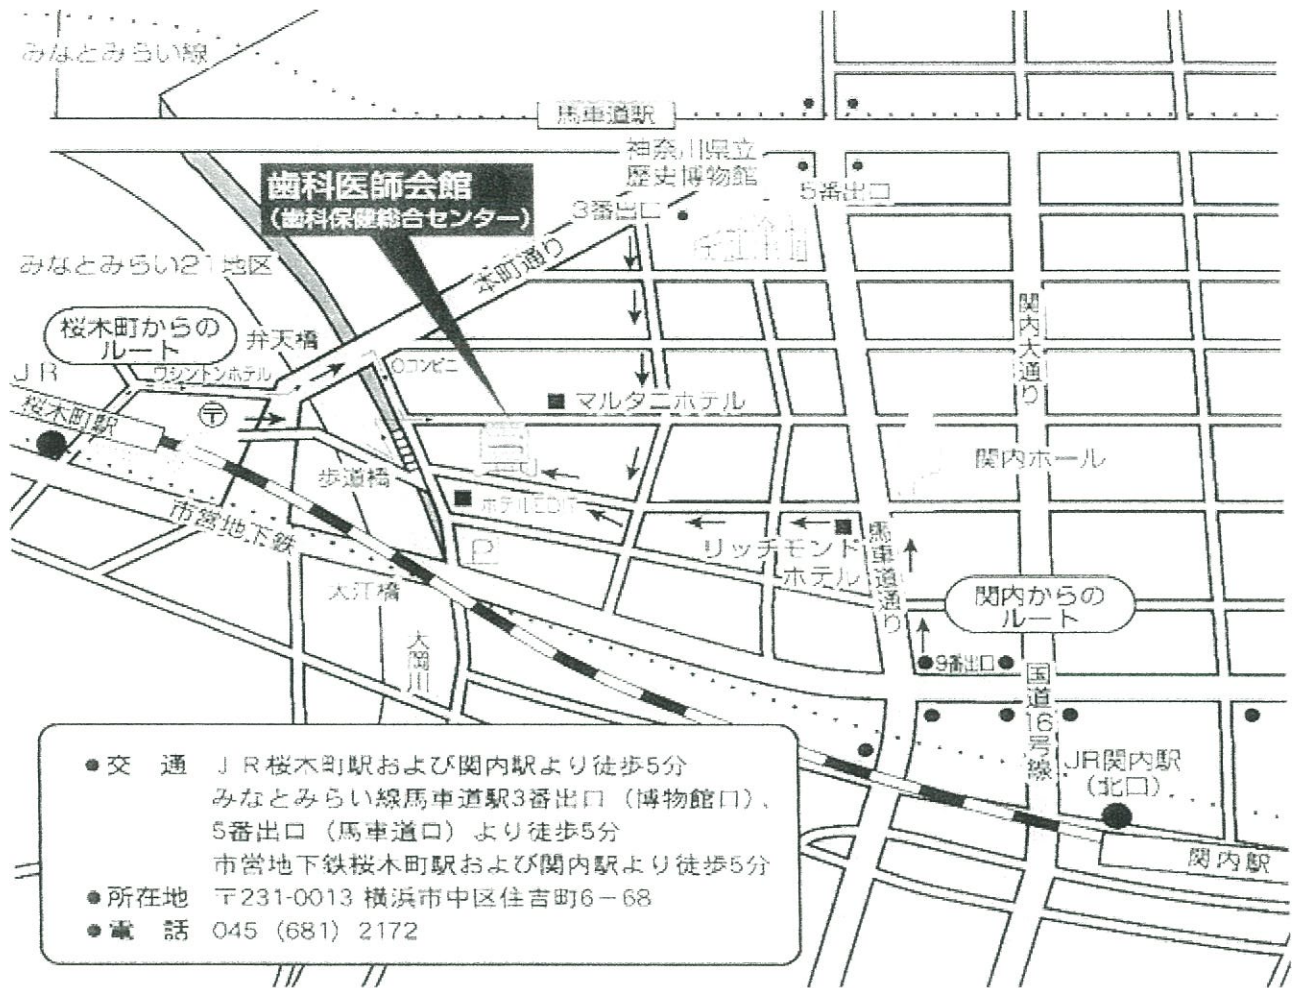 みなとみらい線
馬車道駅
神奈川県立
歴史博物館
歯科医師会館
(歯科保健総合センター)
3番出口
5番出口
本町通り
みなとみらい21地区
桜木町からの
ルート
弁天橋
関内大通り
ワシントンホテル
コンビニ
JR
桜木町駅
〒
マルタニホテル
関内ホール
歩道橋
ホテルEDIT
市営地下鉄
リッチモンド
ホテル
馬車道通り
P
大江橋
関内からの
ルート
大岡川
9番出口
国道16号線
JR関内駅
(北口)
関内駅
●交 通 JR桜木町駅および関内駅より徒歩5分
みなとみらい線馬車道駅3番出口(博物館口)、
5番出口(馬車道口)より徒歩5分
市営地下鉄桜木町駅および関内駅より徒歩5分
●所在地 〒231-0013 横浜市中区住吉町6-68
●電 話 045(681)2172